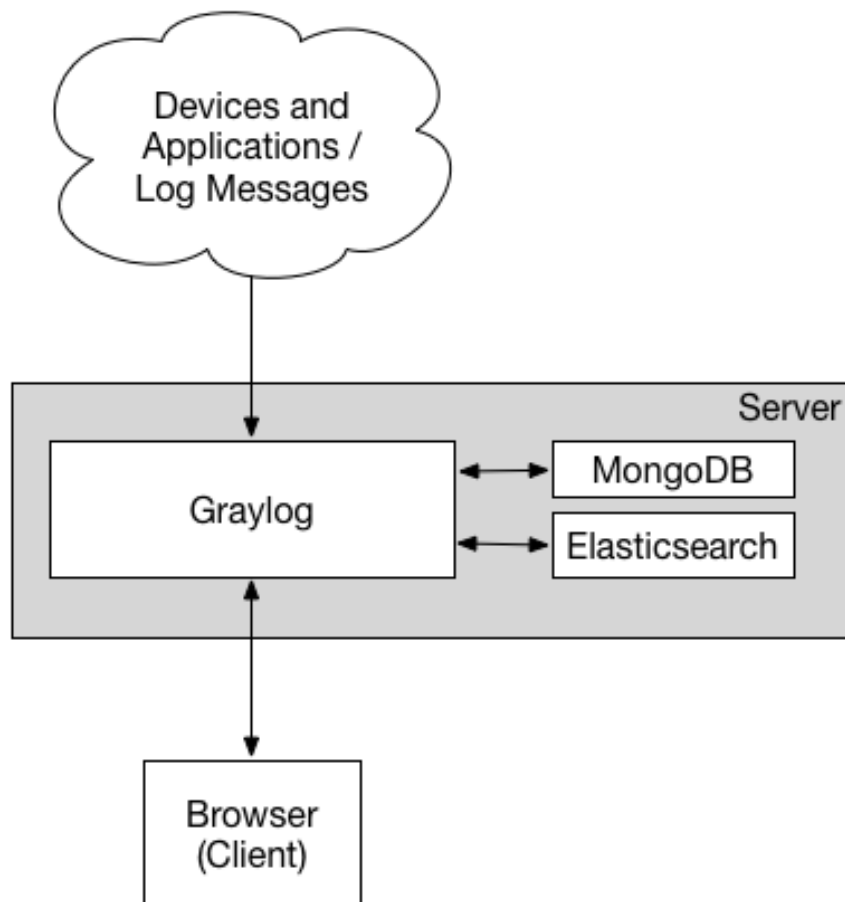 Devices and
Applications /
Log Messages
Server
MongoDB
Graylog
Elasticsearch
Browser
(Client)